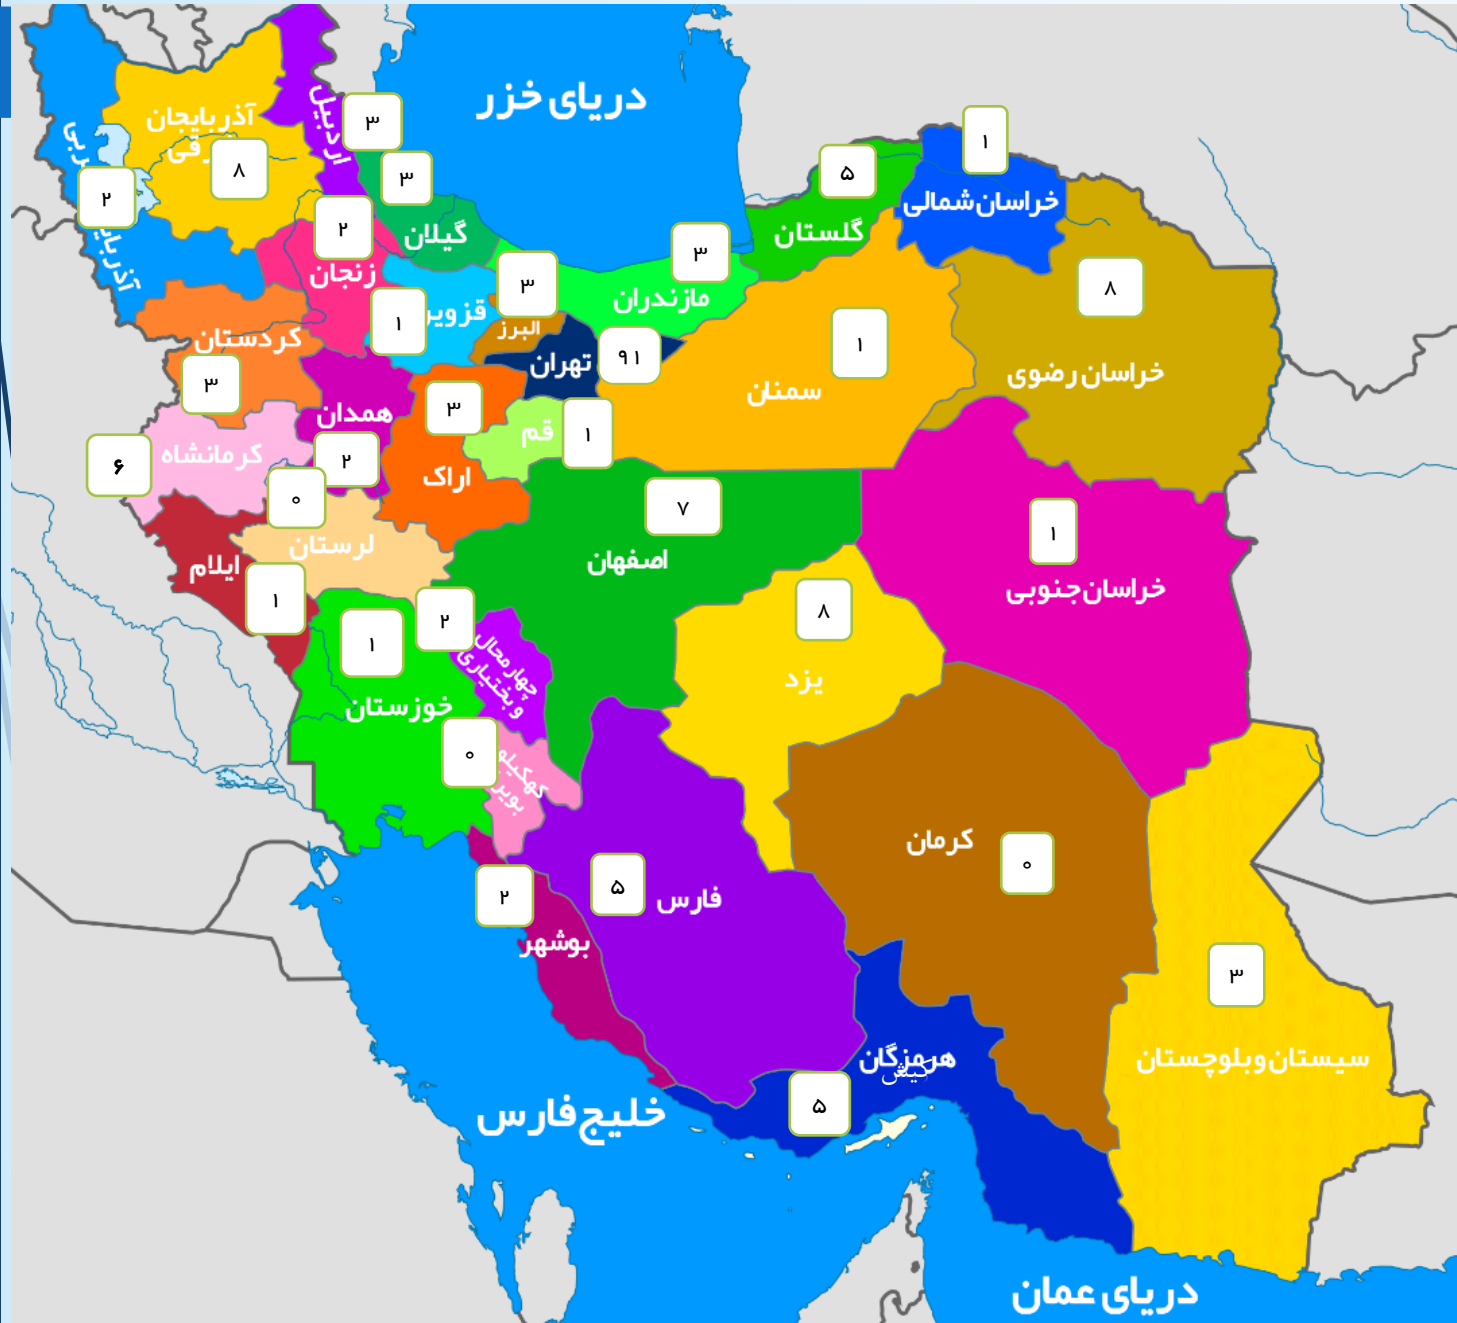 دریای خزر
اردبیل
۳
آذربایجان
۸
۳
۱
۵
۲
خراسان شمالی
گلستان
۲
گیلان
۳
زنجان
۳
مازندران
۸
قزوین
۱
البرز
کردستان
تهران
۹۱
۱
سمنان
خراسان رضوی
۳
۳
همدان
قم
۱
کرمانشاه
۶
۲
اراک
۰
۷
۱
لرستان
اصفهان
ایلام
خراسان جنوبی
۱
۲
۸
۱
چهارمحال
و بختیاری
یزد
خوزستان
۰
کرمان
۰
۵
فارس
۲
بوشهر
۳
هرمزگان
کیش
سیستان و بلوچستان
۵
خلیج فارس
دریای عمان